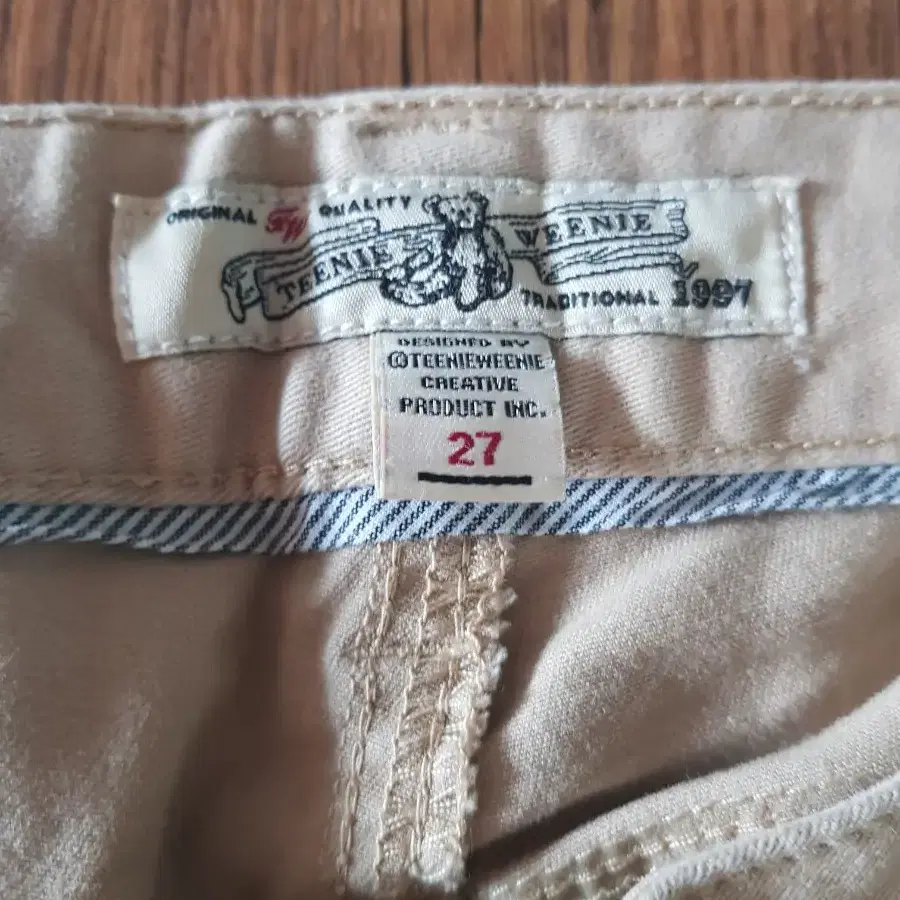 ORIGINAL TW QUALITY
TEENIE WEENIE
TRADITIONAL 1997
DESIGNED BY
@TEENIEWEENIE
CREATIVE
PRODUCT INC.
27